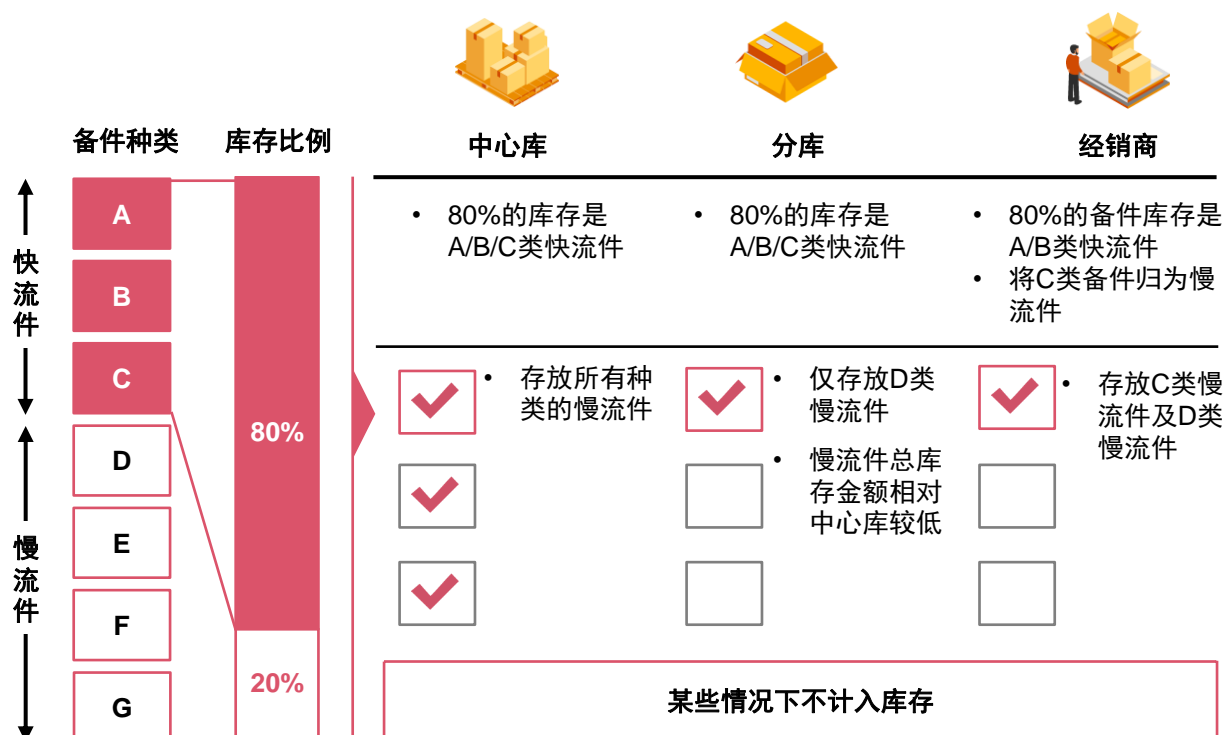 备件种类
库存比例
中心库
分库
经销商
快流件
慢流件
A
B
C
D
E
F
G
80%
20%
• 80%的库存是
A/B/C类快流件
• 80%的库存是
A/B/C类快流件
• 80%的备件库存是
A/B类快流件
• 将C类备件归为慢
流件
• 存放所有种
类的慢流件
• 仅存放D类
慢流件
• 慢流件总库
存金额相对
中心库较低
• 存放C类慢
流件及D类
慢流件
某些情况下不计入库存